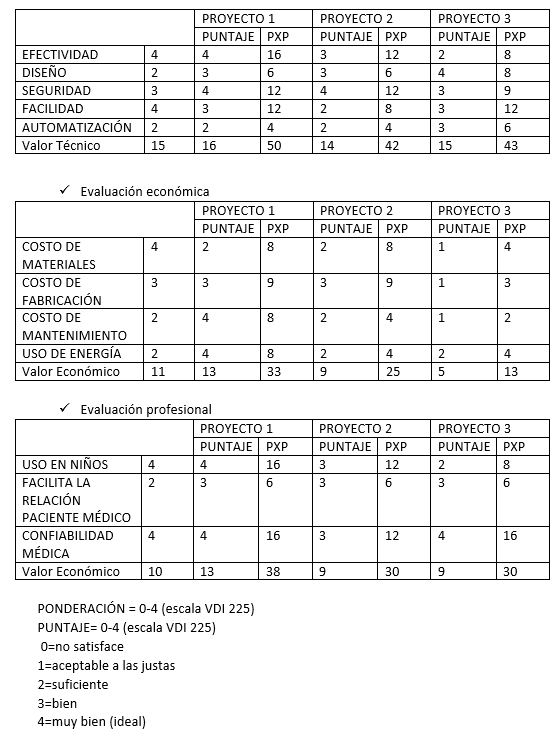 PROYECTO 1 PROYECTO 2 PROYECTO 3
PUNTAJE PXP PUNTAJE PXP PUNTAJE PXP
EFECTIVIDAD 4 4 16 3 12 2 8
DISEÑO 2 3 6 3 6 4 8
SEGURIDAD 3 4 12 4 12 3 9
FACILIDAD 4 3 12 2 8 3 12
AUTOMATIZACIÓN 2 2 4 2 4 3 6
Valor Técnico 15 16 50 14 42 15 43
✓ Evaluación económica
PROYECTO 1 PROYECTO 2 PROYECTO 3
PUNTAJE PXP PUNTAJE PXP PUNTAJE PXP
COSTO DE 4 2 8 2 8 1 4
MATERIALES
COSTO DE 3 3 9 3 9 1 3
FABRICACIÓN
COSTO DE 2 4 8 2 4 1 2
MANTENIMIENTO
USO DE ENERGÍA 2 4 8 2 4 2 4
Valor Económico 11 13 33 9 25 5 13
✓ Evaluación profesional
PROYECTO 1 PROYECTO 2 PROYECTO 3
PUNTAJE PXP PUNTAJE PXP PUNTAJE PXP
USO EN NIÑOS 4 4 16 3 12 2 8
FACILITA LA 2 3 6 3 6 3 6
RELACIÓN
PACIENTE MÉDICO
CONFIABILIDAD 4 4 16 3 12 4 16
MÉDICA
Valor Económico 10 13 38 9 30 9 30
PONDERACIÓN = 0-4 (escala VDI 225)
PUNTAJE= 0-4 (escala VDI 225)
0=no satisface
1=aceptable a las justas
2=suficiente
3=bien
4=muy bien (ideal)